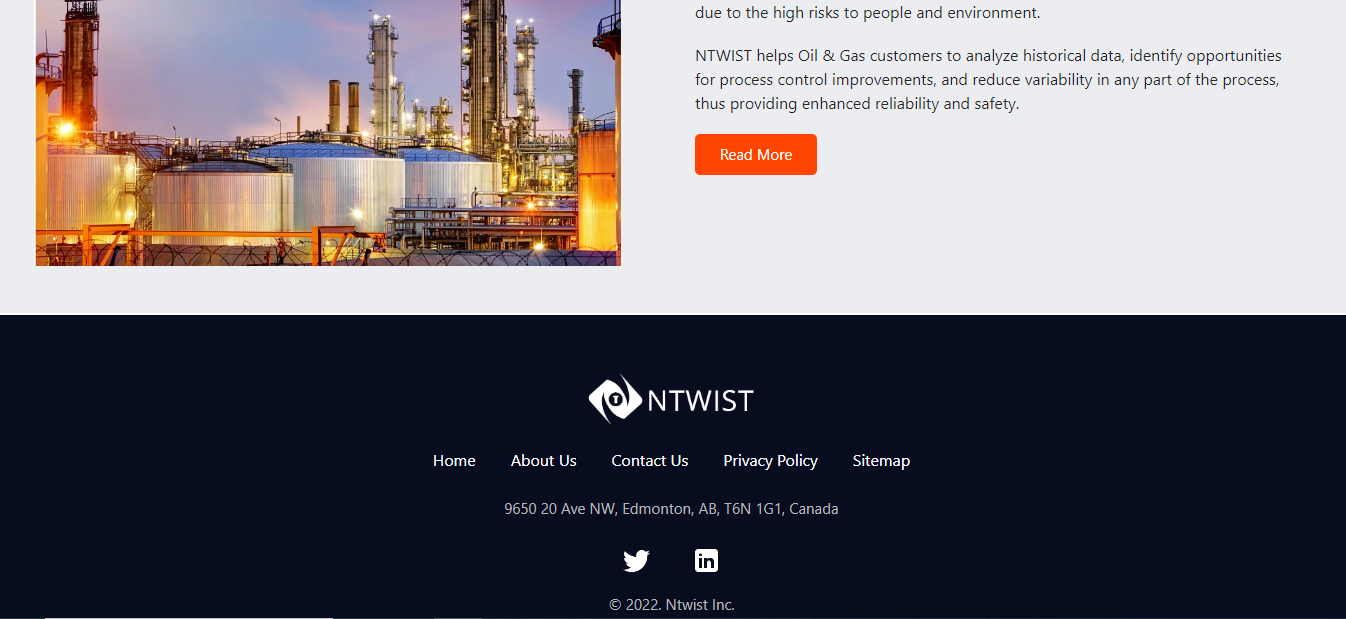 due to the high risks to people and environment.
NTWIST helps Oil & Gas customers to analyze historical data, identify opportunities
for process control improvements, and reduce variability in any part of the process,
thus providing enhanced reliability and safety.
Read More
T NTWIST
Home About Us Contact Us Privacy Policy Sitemap
9650 20 Ave NW, Edmonton, AB, T6N 1G1, Canada
in
© 2022. Ntwist Inc.